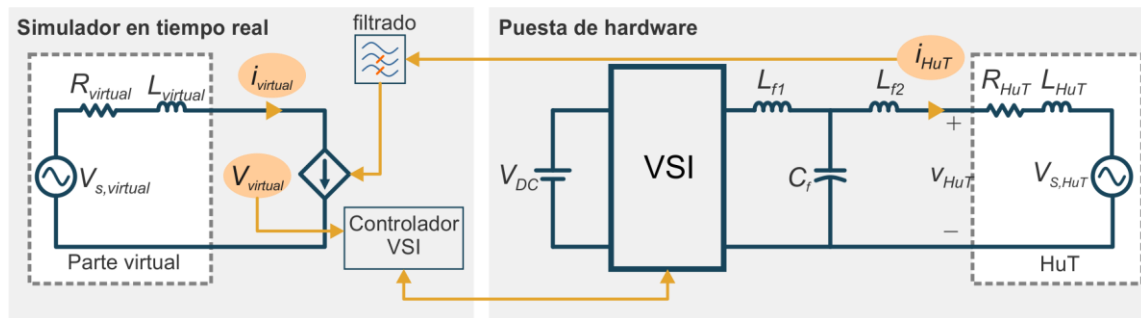 Simulador en tiempo real
filtrado
Puesta de hardware
R_virtual
L_virtual
i_virtual
i_HuT
L_f1
L_f2
R_HuT
L_HuT
V_s,virtual
V_virtual
V_DC
VSI
C_f
+
v_HuT
−
V_S,HuT
Controlador
VSI
Parte virtual
HuT